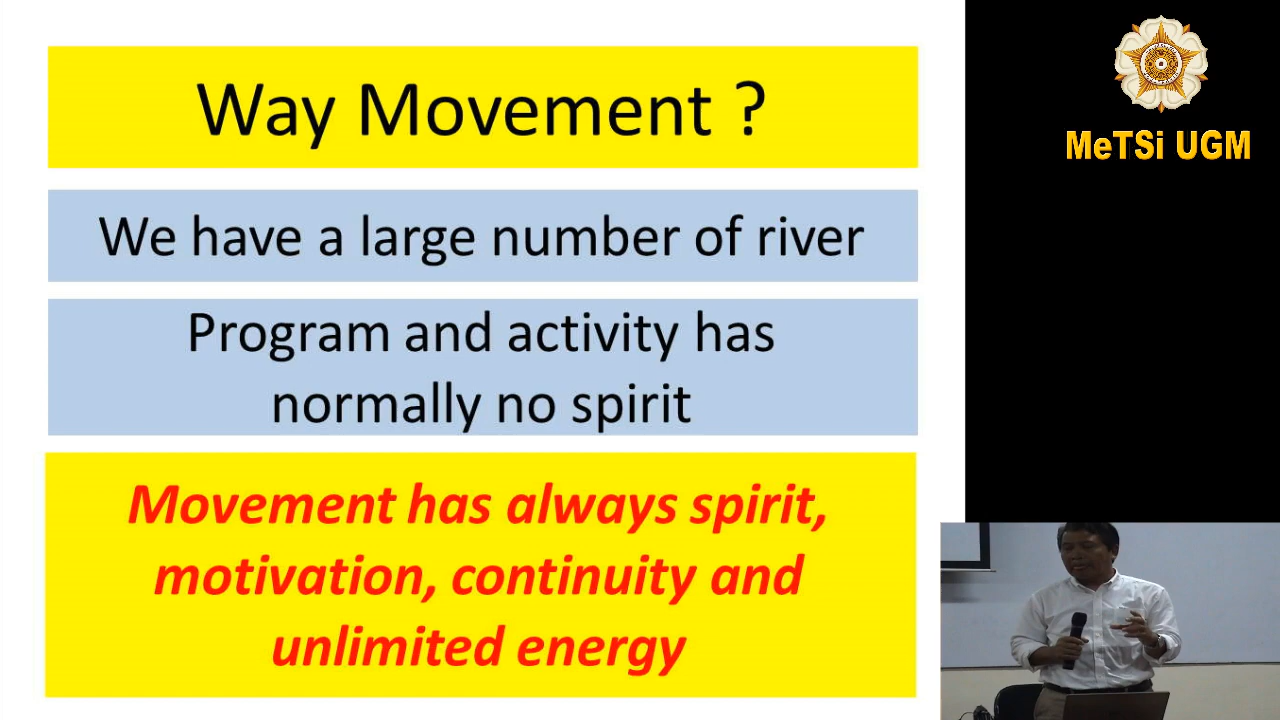 Way Movement ?
We have a large number of river
Program and activity has
normally no spirit
Movement has always spirit,
motivation, continuity and
unlimited energy
MeTSi UGM